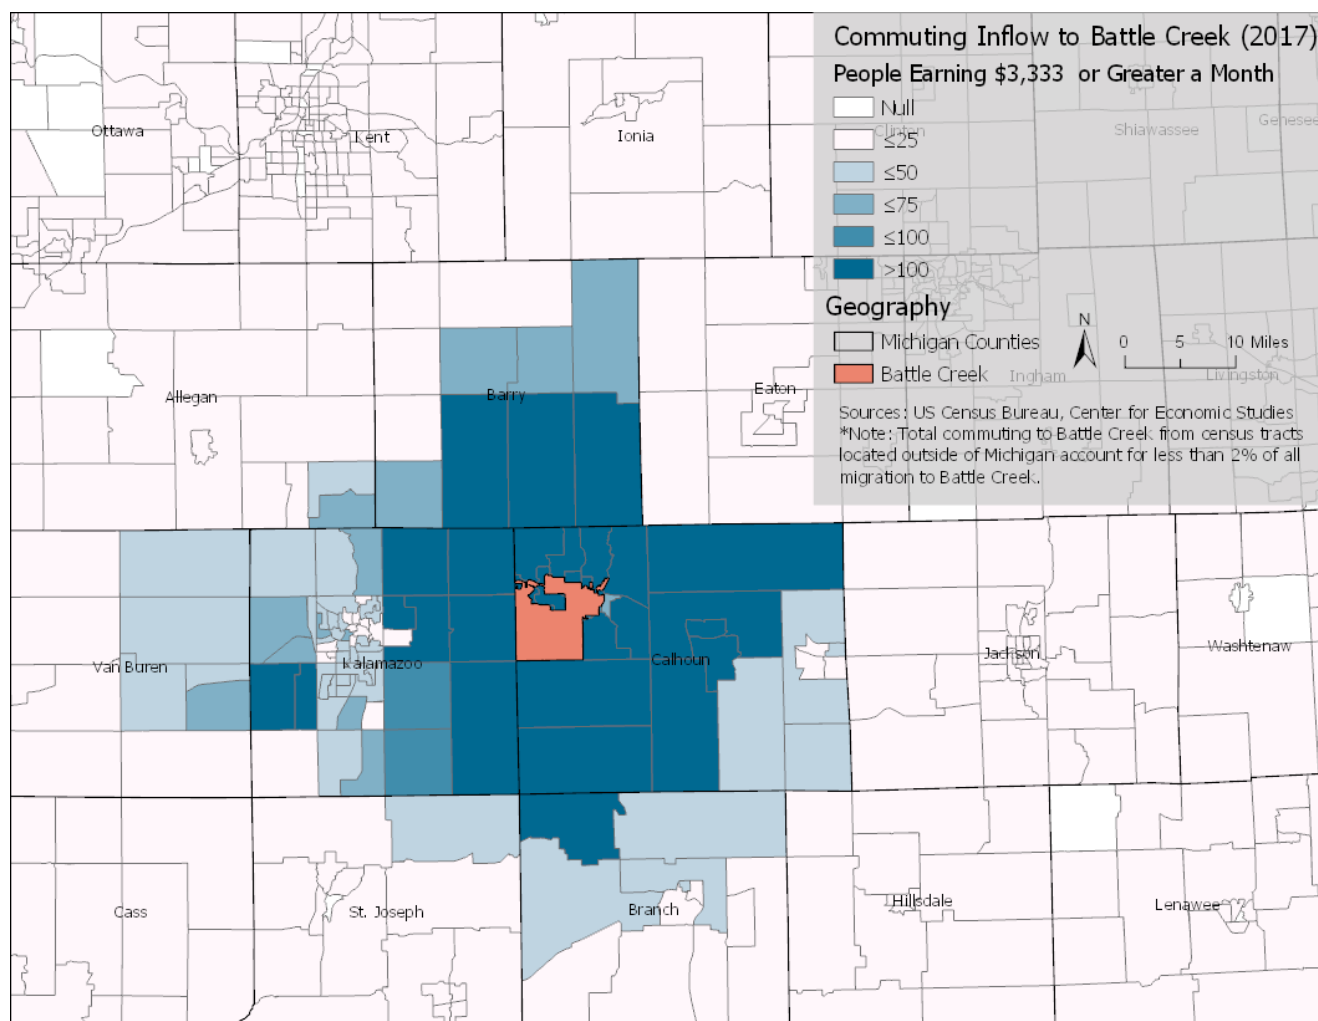 Commuting Inflow to Battle Creek (2017)
People Earning $3,333 or Greater a Month
Null
≤25
≤50
≤75
≤100
>100
Geography
Michigan Counties
Battle Creek
N
0 5 10 Miles
Sources: US Census Bureau, Center for Economic Studies
*Note: Total commuting to Battle Creek from census tracts
located outside of Michigan account for less than 2% of all
migration to Battle Creek.
Ottawa
Kent
Ionia
Clinton
Shiawassee
Genesee
Allegan
Barry
Eaton
Ingham
Livingston
Van Buren
Kalamazoo
Calhoun
Jackson
Washtenaw
Cass
St. Joseph
Branch
Hillsdale
Lenawee